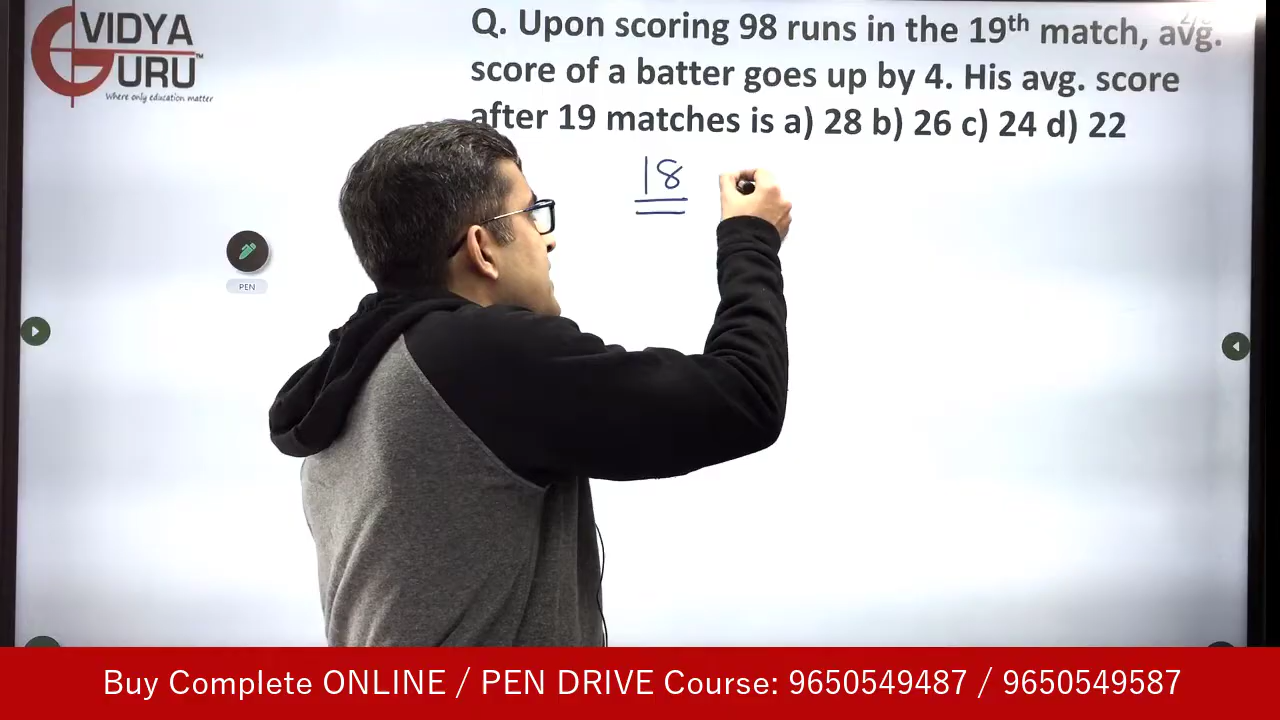 VIDYA
GURU™
Where only education matter
Q. Upon scoring 98 runs in the 19th match, avg.
score of a batter goes up by 4. His avg. score
after 19 matches is a) 28 b) 26 c) 24 d) 22
18
PEN
Buy Complete ONLINE / PEN DRIVE Course: 9650549487 / 9650549587